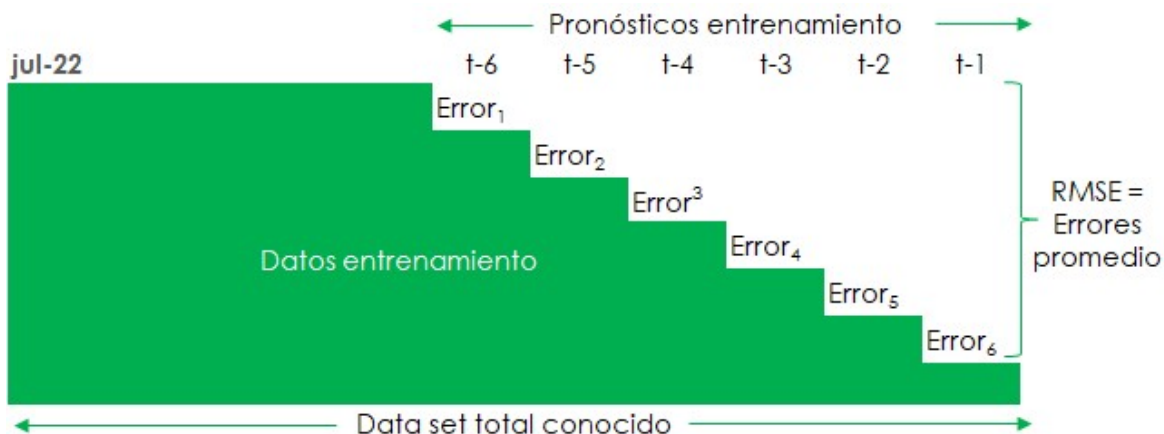 Pronósticos entrenamiento
jul-22 t-6 t-5 t-4 t-3 t-2 t-1
Error₁
Error₂
Error³
Error₄
Error₅
Error₆
Datos entrenamiento
RMSE =
Errores
promedio
Data set total conocido